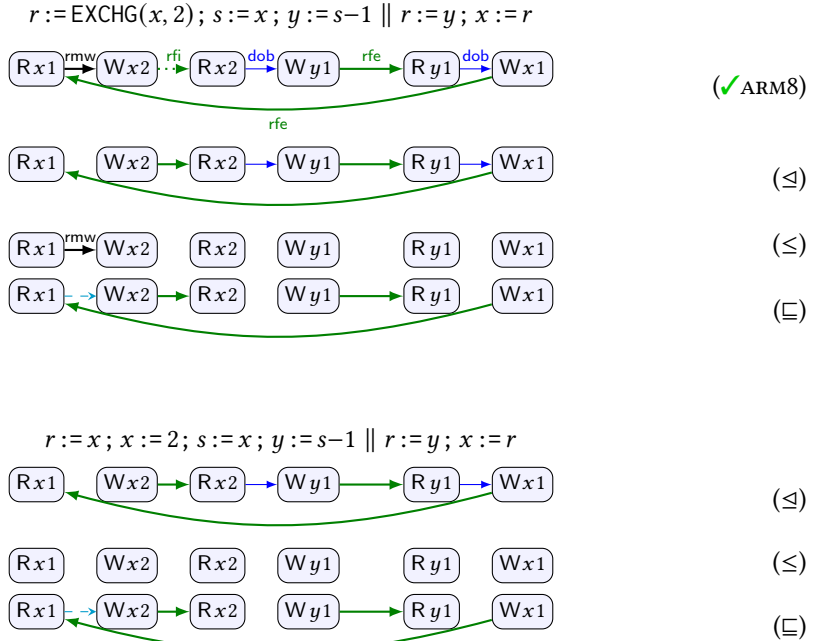 r := EXCHG(x, 2) ; s := x ; y := s−1 ∥ r := y ; x := r
Rx1 rmw Wx2 rfi Rx2 dob Wy1 rfe Ry1 dob Wx1 (✓ARM8)
rfe
Rx1 Wx2 Rx2 Wy1 Ry1 Wx1 (⊴)
Rx1 rmw Wx2 Rx2 Wy1 Ry1 Wx1 (≤)
Rx1 Wx2 Rx2 Wy1 Ry1 Wx1 (⊑)
r := x ; x := 2 ; s := x ; y := s−1 ∥ r := y ; x := r
Rx1 Wx2 Rx2 Wy1 Ry1 Wx1 (⊴)
Rx1 Wx2 Rx2 Wy1 Ry1 Wx1 (≤)
Rx1 Wx2 Rx2 Wy1 Ry1 Wx1 (⊑)